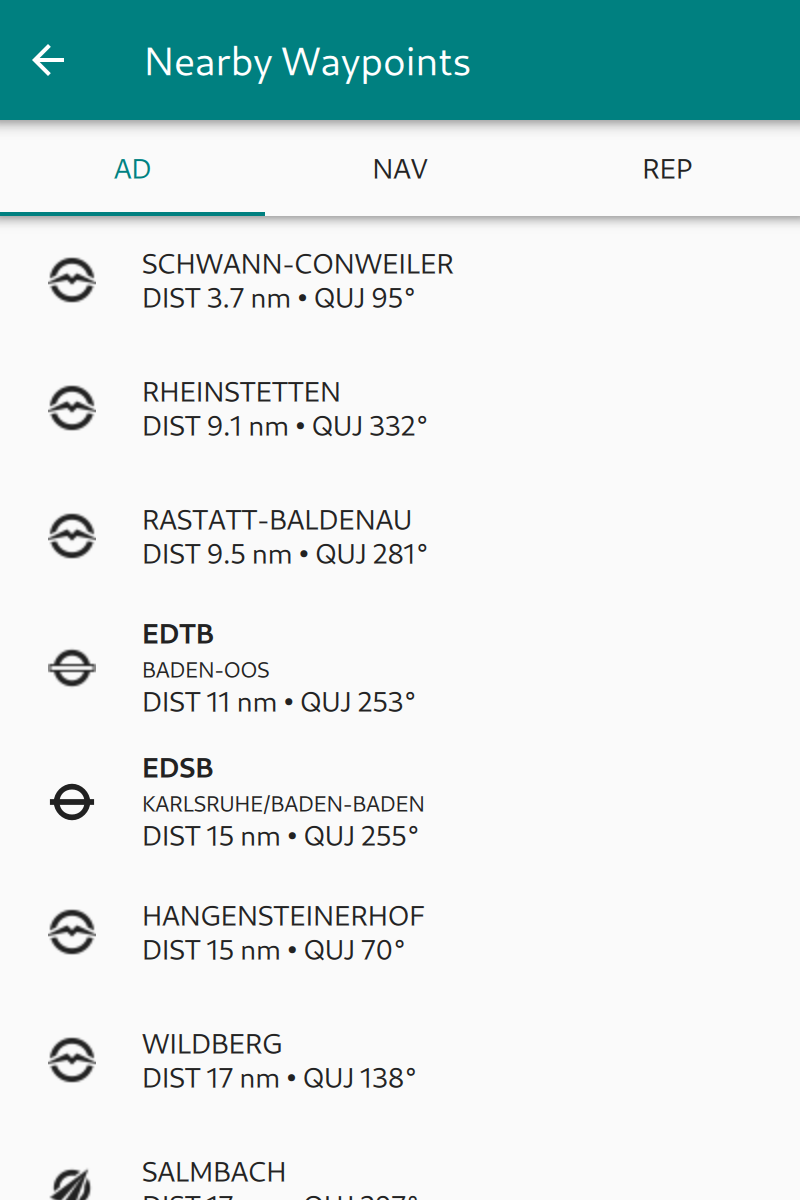 Nearby Waypoints
AD NAV REP
SCHWANN-CONWEILER
DIST 3.7 nm • QUJ 95°
RHEINSTETTEN
DIST 9.1 nm • QUJ 332°
RASTATT-BALDENAU
DIST 9.5 nm • QUJ 281°
EDTB
BADEN-OOS
DIST 11 nm • QUJ 253°
EDSB
KARLSRUHE/BADEN-BADEN
DIST 15 nm • QUJ 255°
HANGENSTEINERHOF
DIST 15 nm • QUJ 70°
WILDBERG
DIST 17 nm • QUJ 138°
SALMBACH